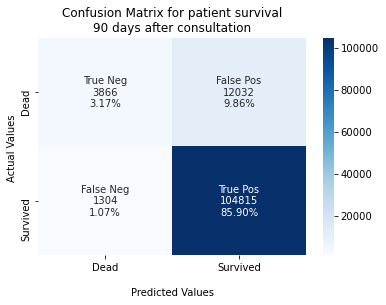 Confusion Matrix for patient survival
90 days after consultation
True Neg
3866
3.17%
False Pos
12032
9.86%
False Neg
1304
1.07%
True Pos
104815
85.90%
Dead
Survived
Actual Values
Dead
Survived
Predicted Values
100000
80000
60000
40000
20000